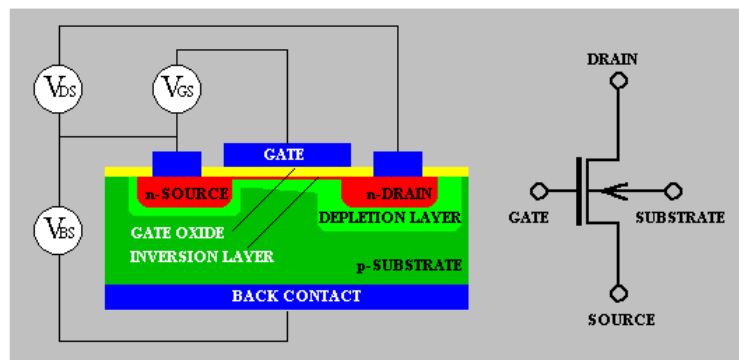 DRAIN
VDS
VGS
GATE
n-SOURCE
n-DRAIN
DEPLETION LAYER
GATE OXIDE
INVERSION LAYER
VBS
p-SUBSTRATE
BACK CONTACT
GATE
SUBSTRATE
SOURCE